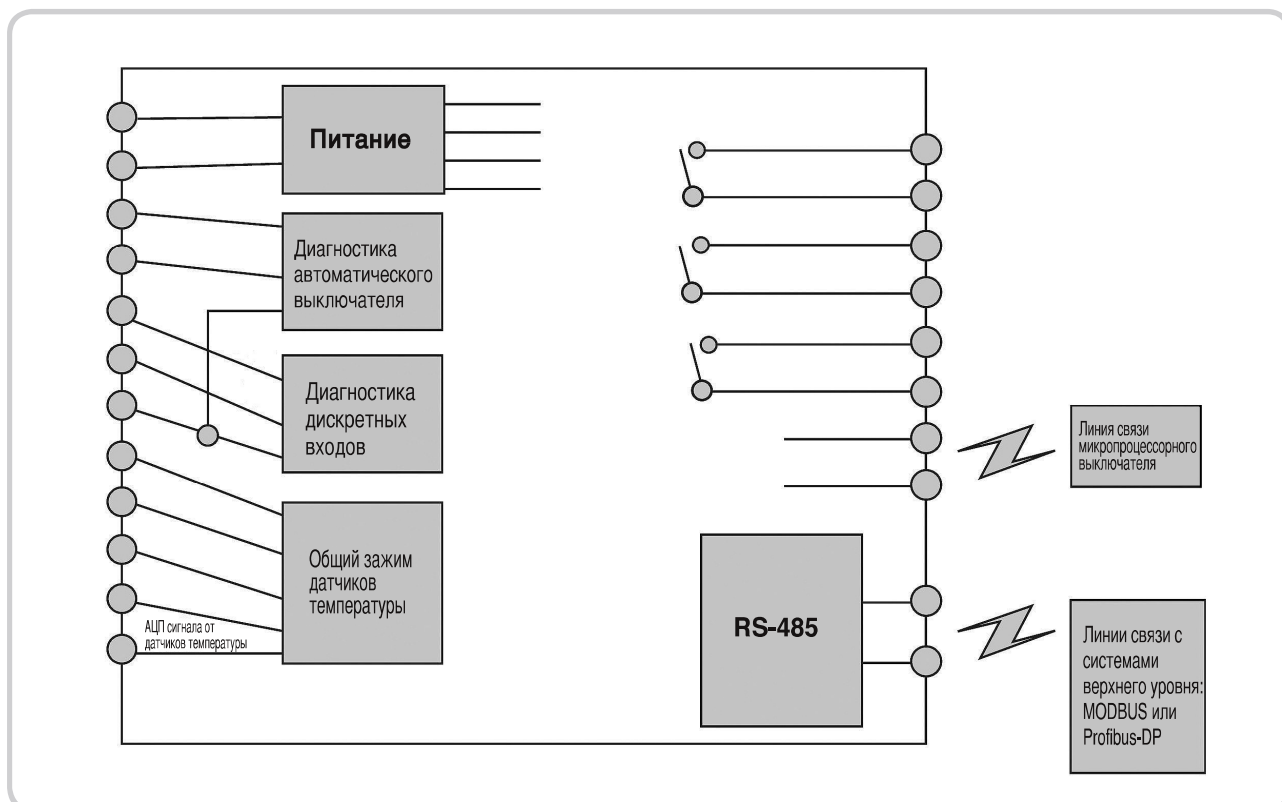 Питание
Диагностика
автоматического
выключателя
Диагностика
дискретных
входов
Общий зажим
датчиков
температуры
АЦП сигнала от
датчиков температуры
RS-485
Линия связи
микропроцессорного
выключателя
Линии связи с
системами
верхнего уровня:
MODBUS или
Profibus-DP